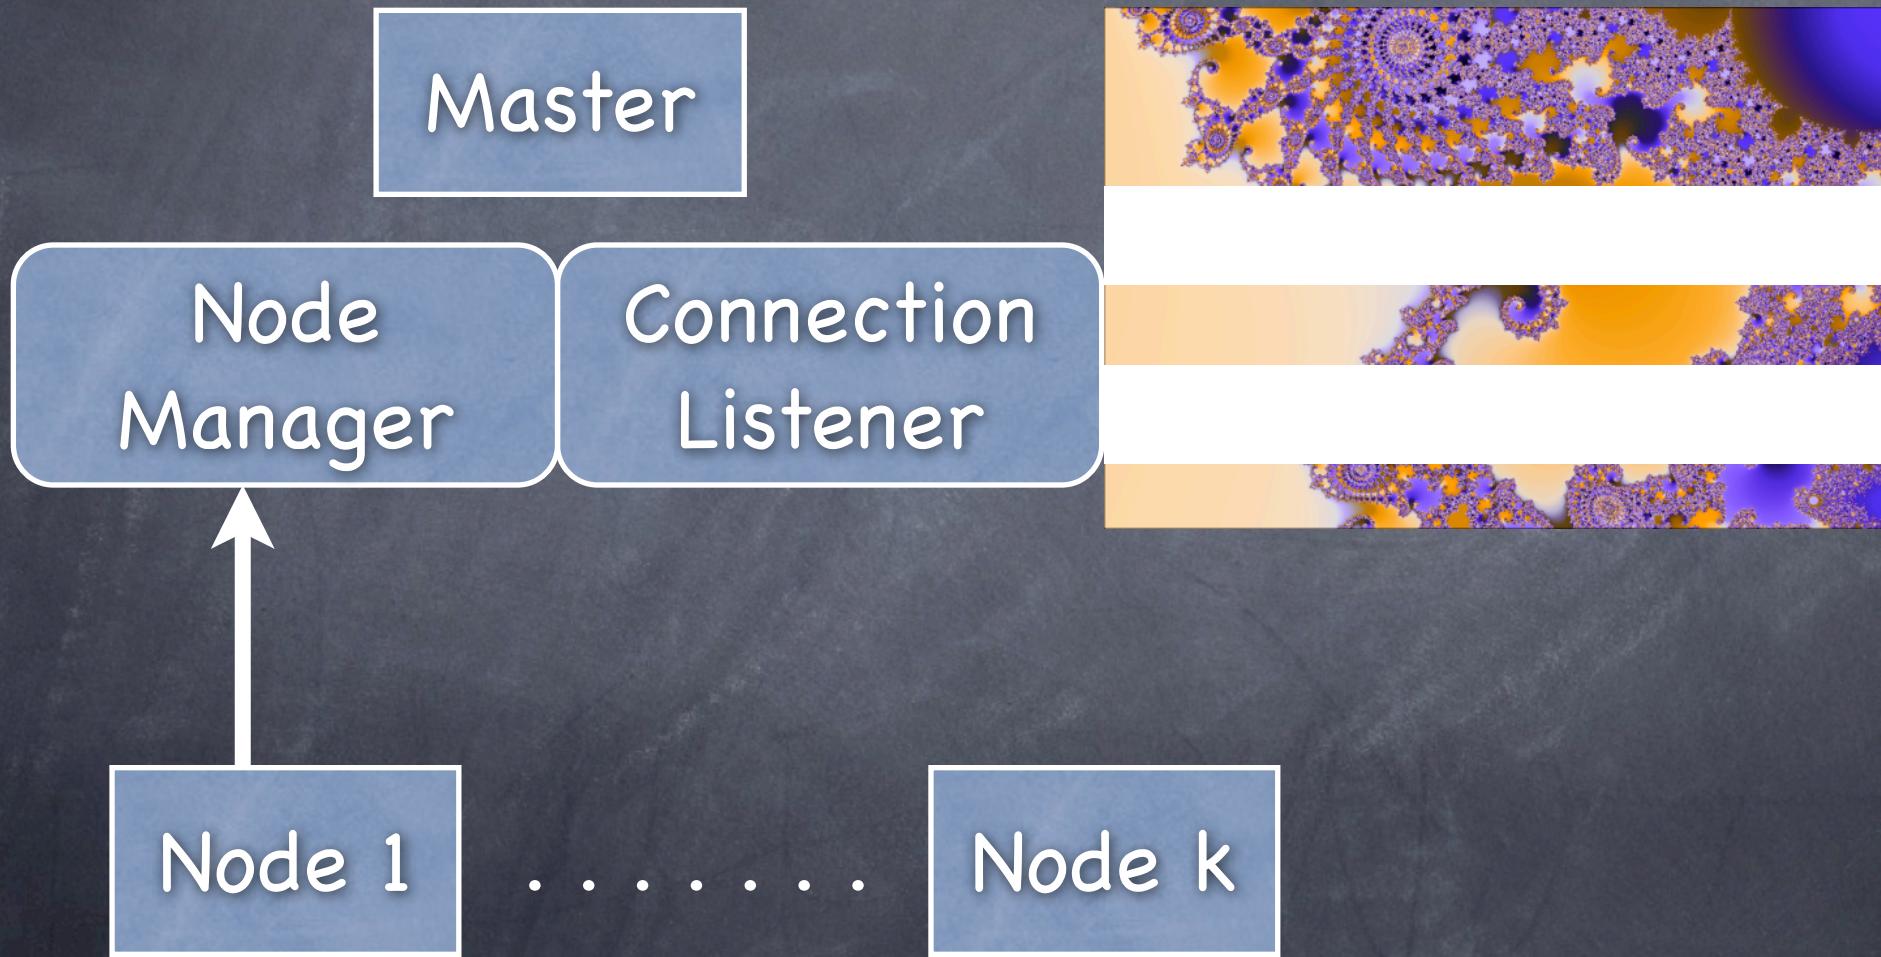 Master
Node
Manager
Connection
Listener
Node 1
. . . . . . .
Node k